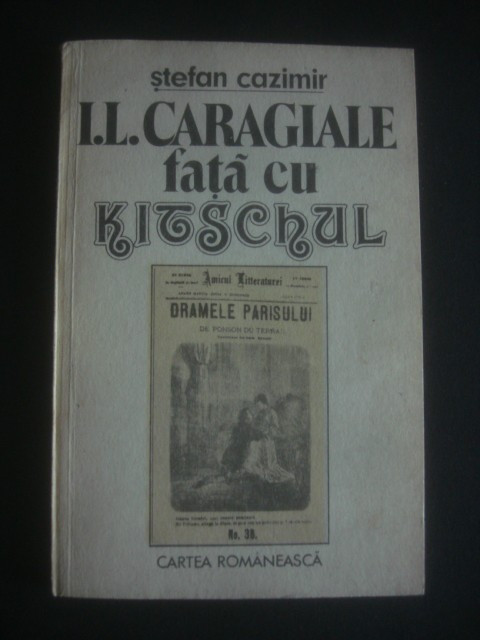 ștefan cazimir
I.L. CARAGIALE
față cu
KITSCHUL
Amicul Litteraturei
DRAMELE PARISULUI
DE PONSON DU TERRAIL
No. 39.
CARTEA ROMÂNEASCĂ